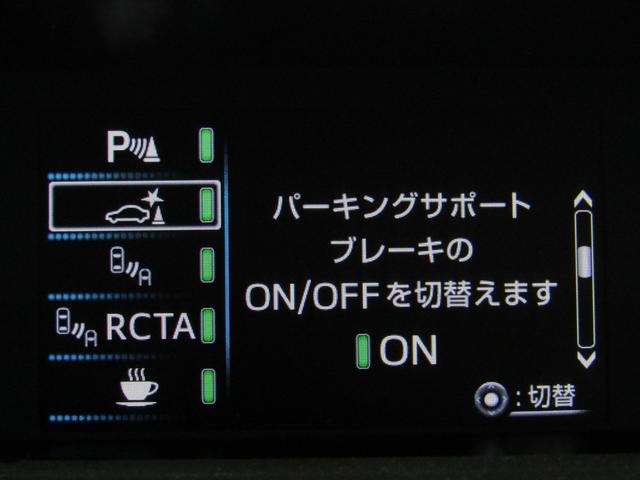 P
RCTA
パーキングサポート
ブレーキの
ON/OFFを切替えます
ON
:切替